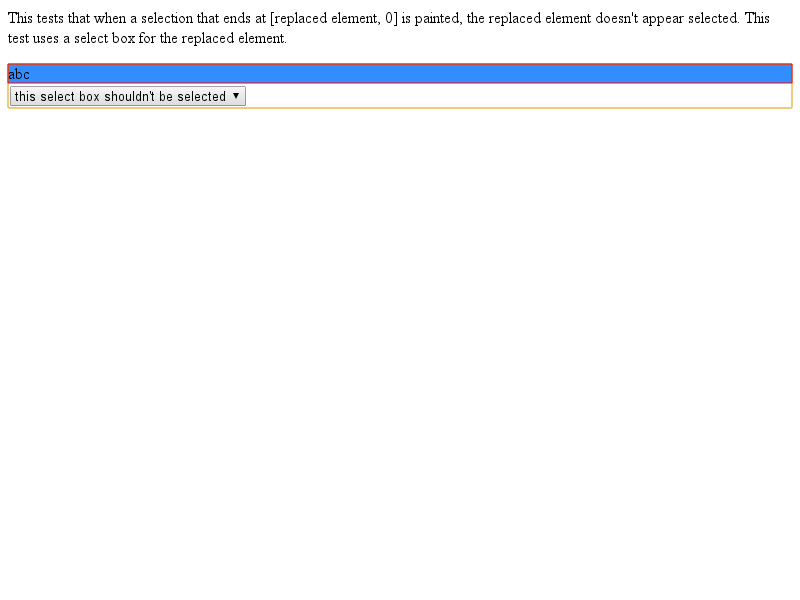 This tests that when a selection that ends at [replaced element, 0] is painted, the replaced element doesn't appear selected. This
test uses a select box for the replaced element.
abc
this select box shouldn't be selected ▼